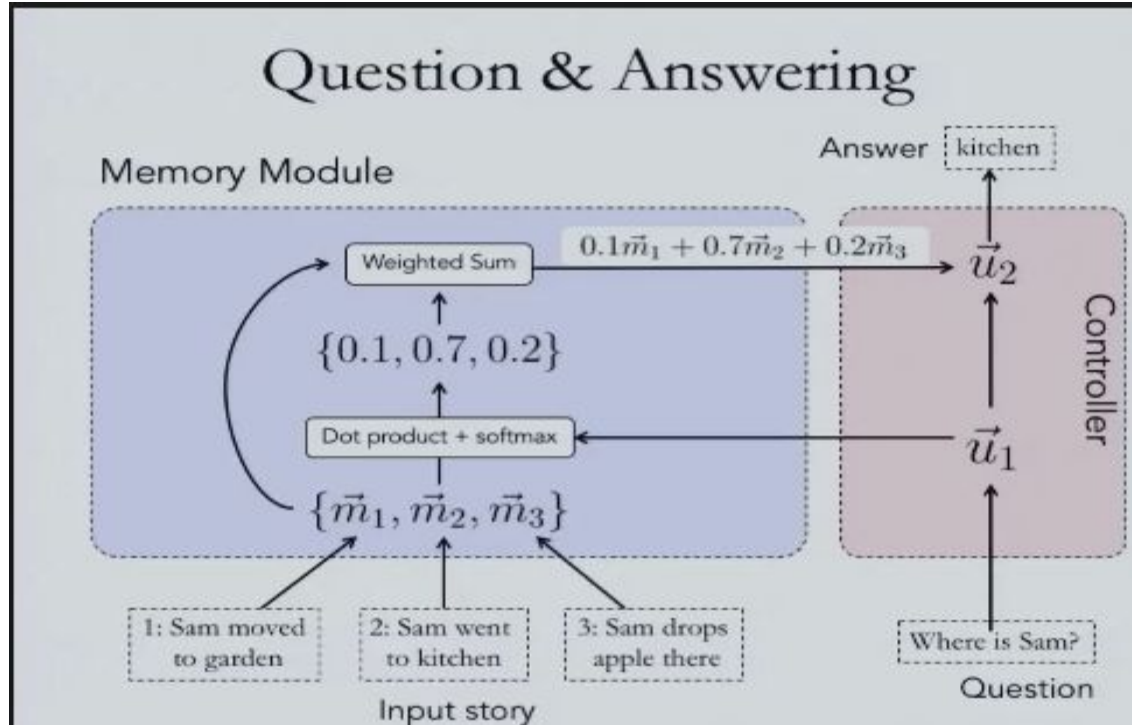 Question & Answering
Answer
kitchen
Memory Module
Weighted Sum
0.1m⃗₁ + 0.7m⃗₂ + 0.2m⃗₃
u⃗₂
{0.1, 0.7, 0.2}
Controller
Dot product + softmax
u⃗₁
{m⃗₁, m⃗₂, m⃗₃}
1: Sam moved
to garden
2: Sam went
to kitchen
3: Sam drops
apple there
Where is Sam?
Question
Input story